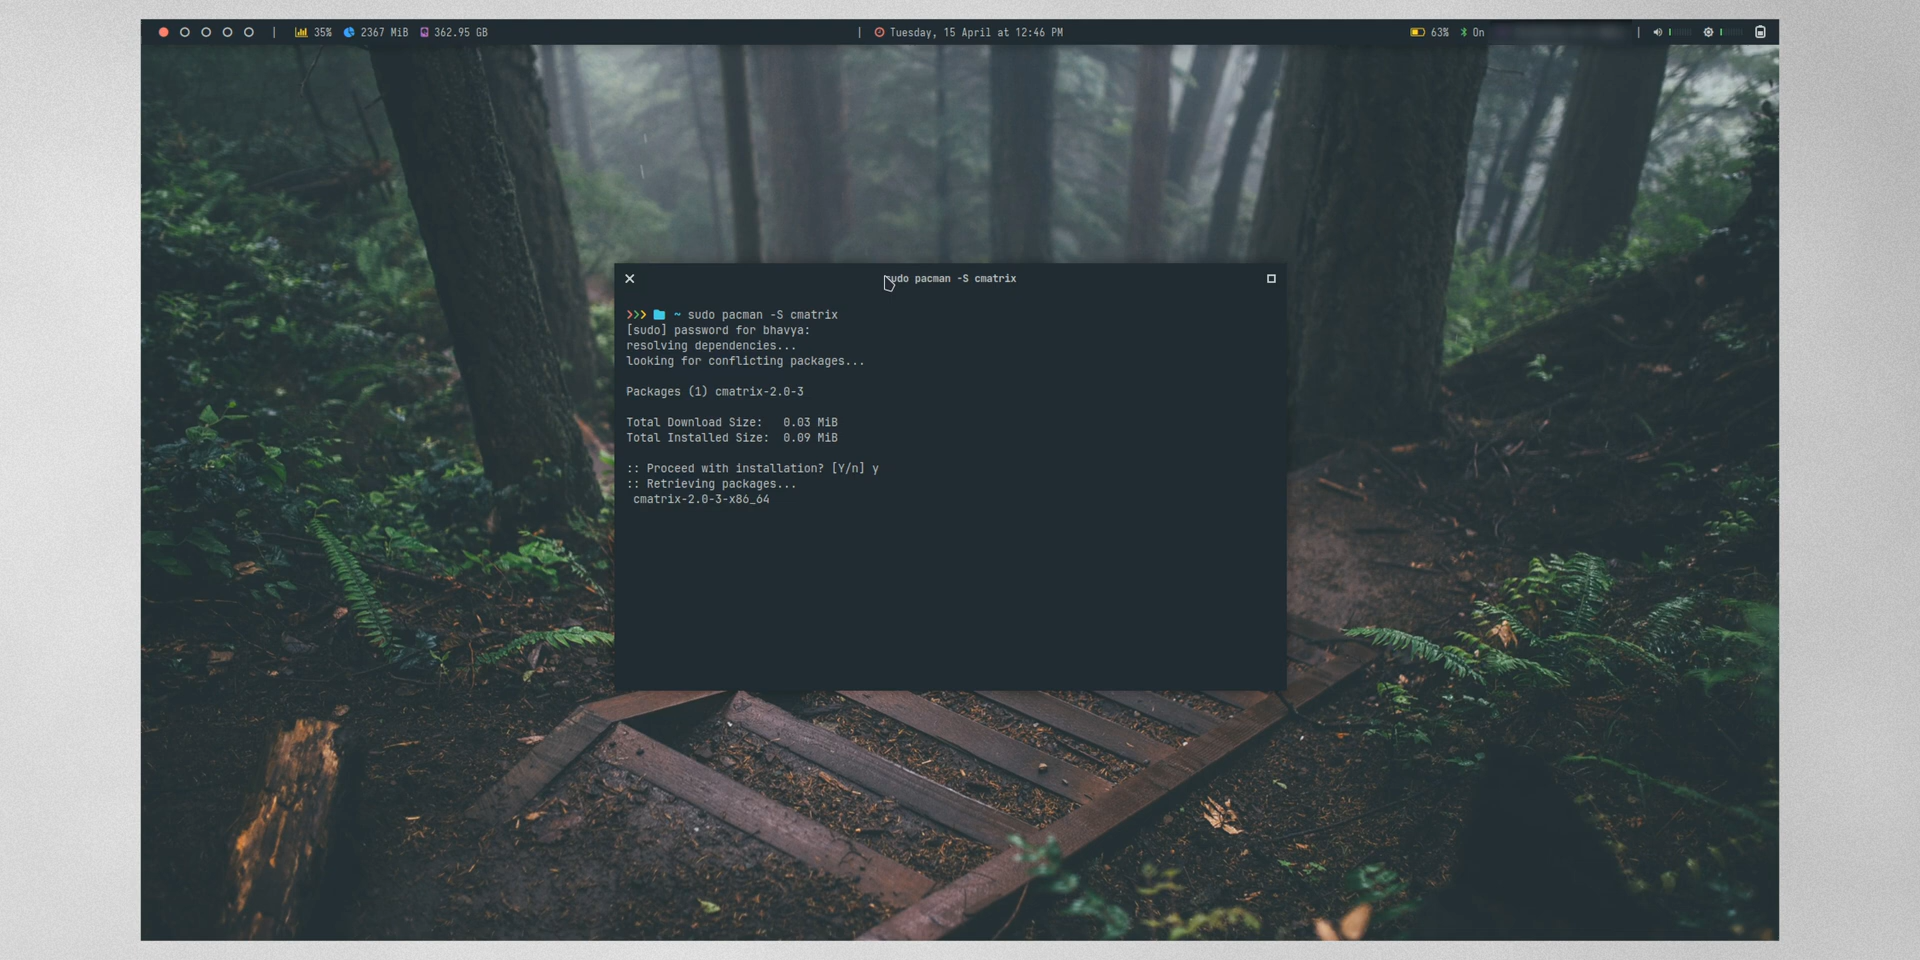 35% 2367 MiB 362.95 GB | Tuesday, 15 April at 12:46 PM 63% On
sudo pacman -S cmatrix
>>> ~ sudo pacman -S cmatrix
[sudo] password for bhavya:
resolving dependencies...
looking for conflicting packages...
Packages (1) cmatrix-2.0-3
Total Download Size: 0.03 MiB
Total Installed Size: 0.09 MiB
:: Proceed with installation? [Y/n] y
:: Retrieving packages...
cmatrix-2.0-3-x86_64